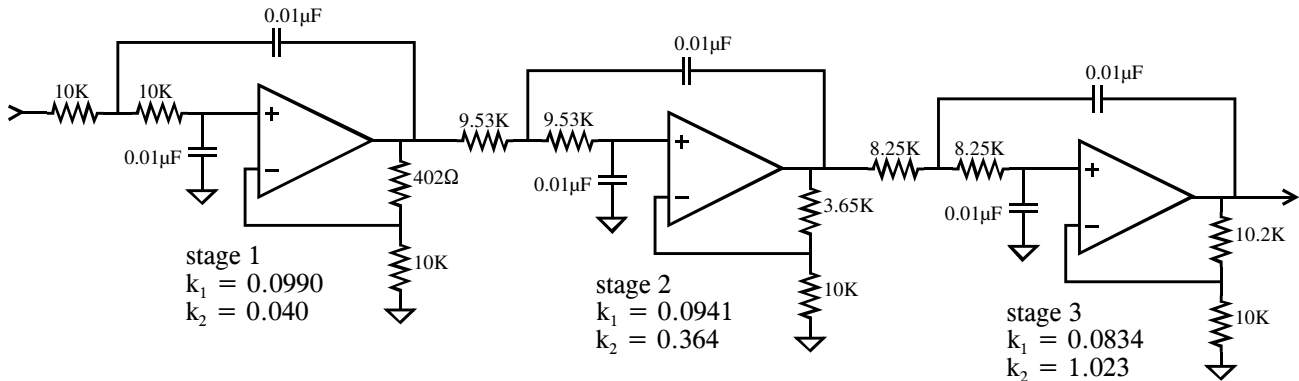 0.01µF
10K
10K
0.01µF
402Ω
10K
stage 1
k1 = 0.0990
k2 = 0.040
0.01µF
9.53K
9.53K
0.01µF
3.65K
10K
stage 2
k1 = 0.0941
k2 = 0.364
0.01µF
8.25K
8.25K
0.01µF
10.2K
10K
stage 3
k1 = 0.0834
k2 = 1.023